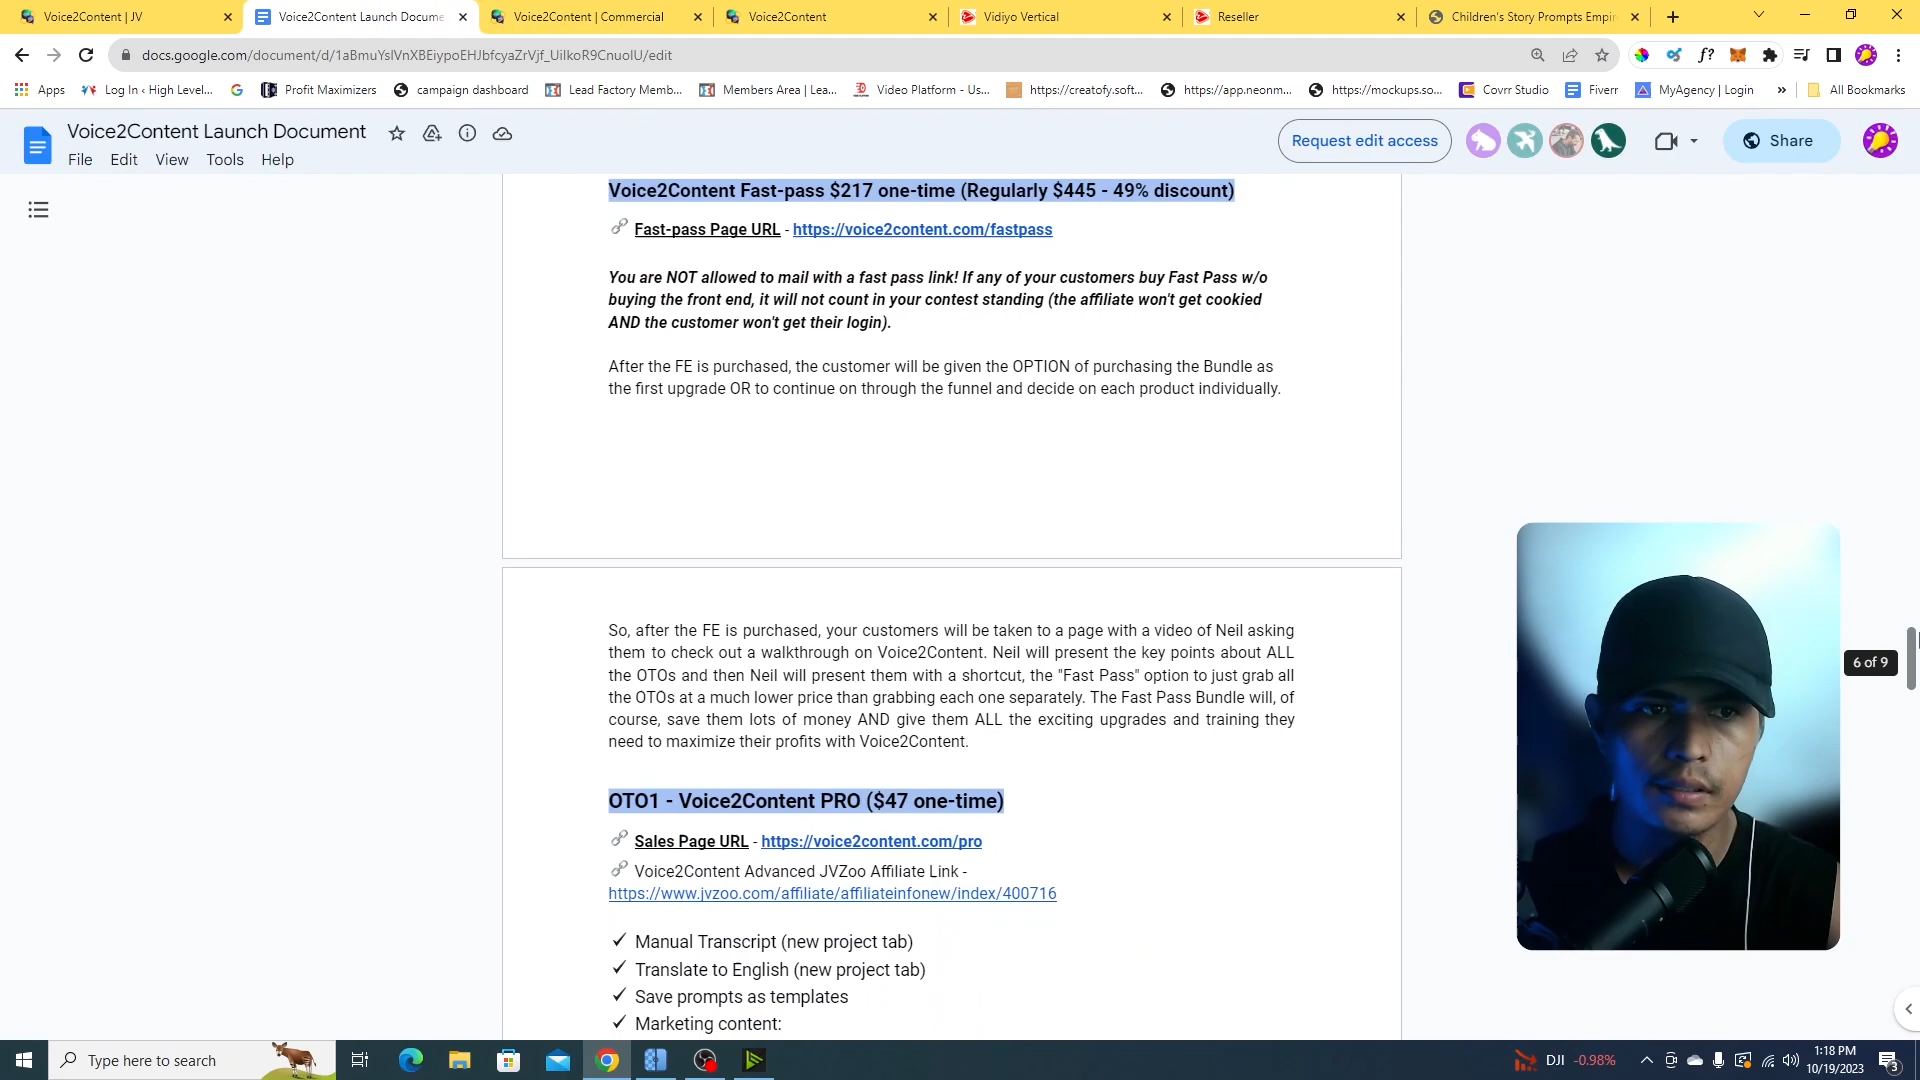 Voice2Content | JV
Voice2Content Launch Docume
Voice2Content | Commercial
Voice2Content
Vidiyo Vertical
Reseller
Children's Story Prompts Empi
docs.google.com/document/d/1aBmuYslVnXBEiypoEHJbfcyaZrVjf_UilkoR9CnuoIU/edit
f?
Apps
Log In ‹ High Level...
Profit Maximizers
campaign dashboard
Lead Factory Memb...
Members Area | Lea...
Video Platform - Us...
https://creatofy.soft...
https://app.neonm...
https://mockups.so...
Covrr Studio
Fiverr
MyAgency | Login
»
All Bookmarks
Voice2Content Launch Document
File Edit View Tools Help
Request edit access
Share
Voice2Content Fast-pass $217 one-time (Regularly $445 - 49% discount)
Fast-pass Page URL - https://voice2content.com/fastpass
You are NOT allowed to mail with a fast pass link! If any of your customers buy Fast Pass w/o
buying the front end, it will not count in your contest standing (the affiliate won't get cookied
AND the customer won't get their login).
After the FE is purchased, the customer will be given the OPTION of purchasing the Bundle as
the first upgrade OR to continue on through the funnel and decide on each product individually.
So, after the FE is purchased, your customers will be taken to a page with a video of Neil asking
them to check out a walkthrough on Voice2Content. Neil will present the key points about ALL
the OTOs and then Neil will present them with a shortcut, the "Fast Pass" option to just grab all
the OTOs at a much lower price than grabbing each one separately. The Fast Pass Bundle will, of
course, save them lots of money AND give them ALL the exciting upgrades and training they
need to maximize their profits with Voice2Content.
6 of 9
OTO1 - Voice2Content PRO ($47 one-time)
Sales Page URL - https://voice2content.com/pro
Voice2Content Advanced JVZoo Affiliate Link -
https://www.jvzoo.com/affiliate/affiliateinfonew/index/400716
✓ Manual Transcript (new project tab)
✓ Translate to English (new project tab)
✓ Save prompts as templates
✓ Marketing content:
Type here to search
DJI -0.98%
1:18 PM
10/19/2023
3